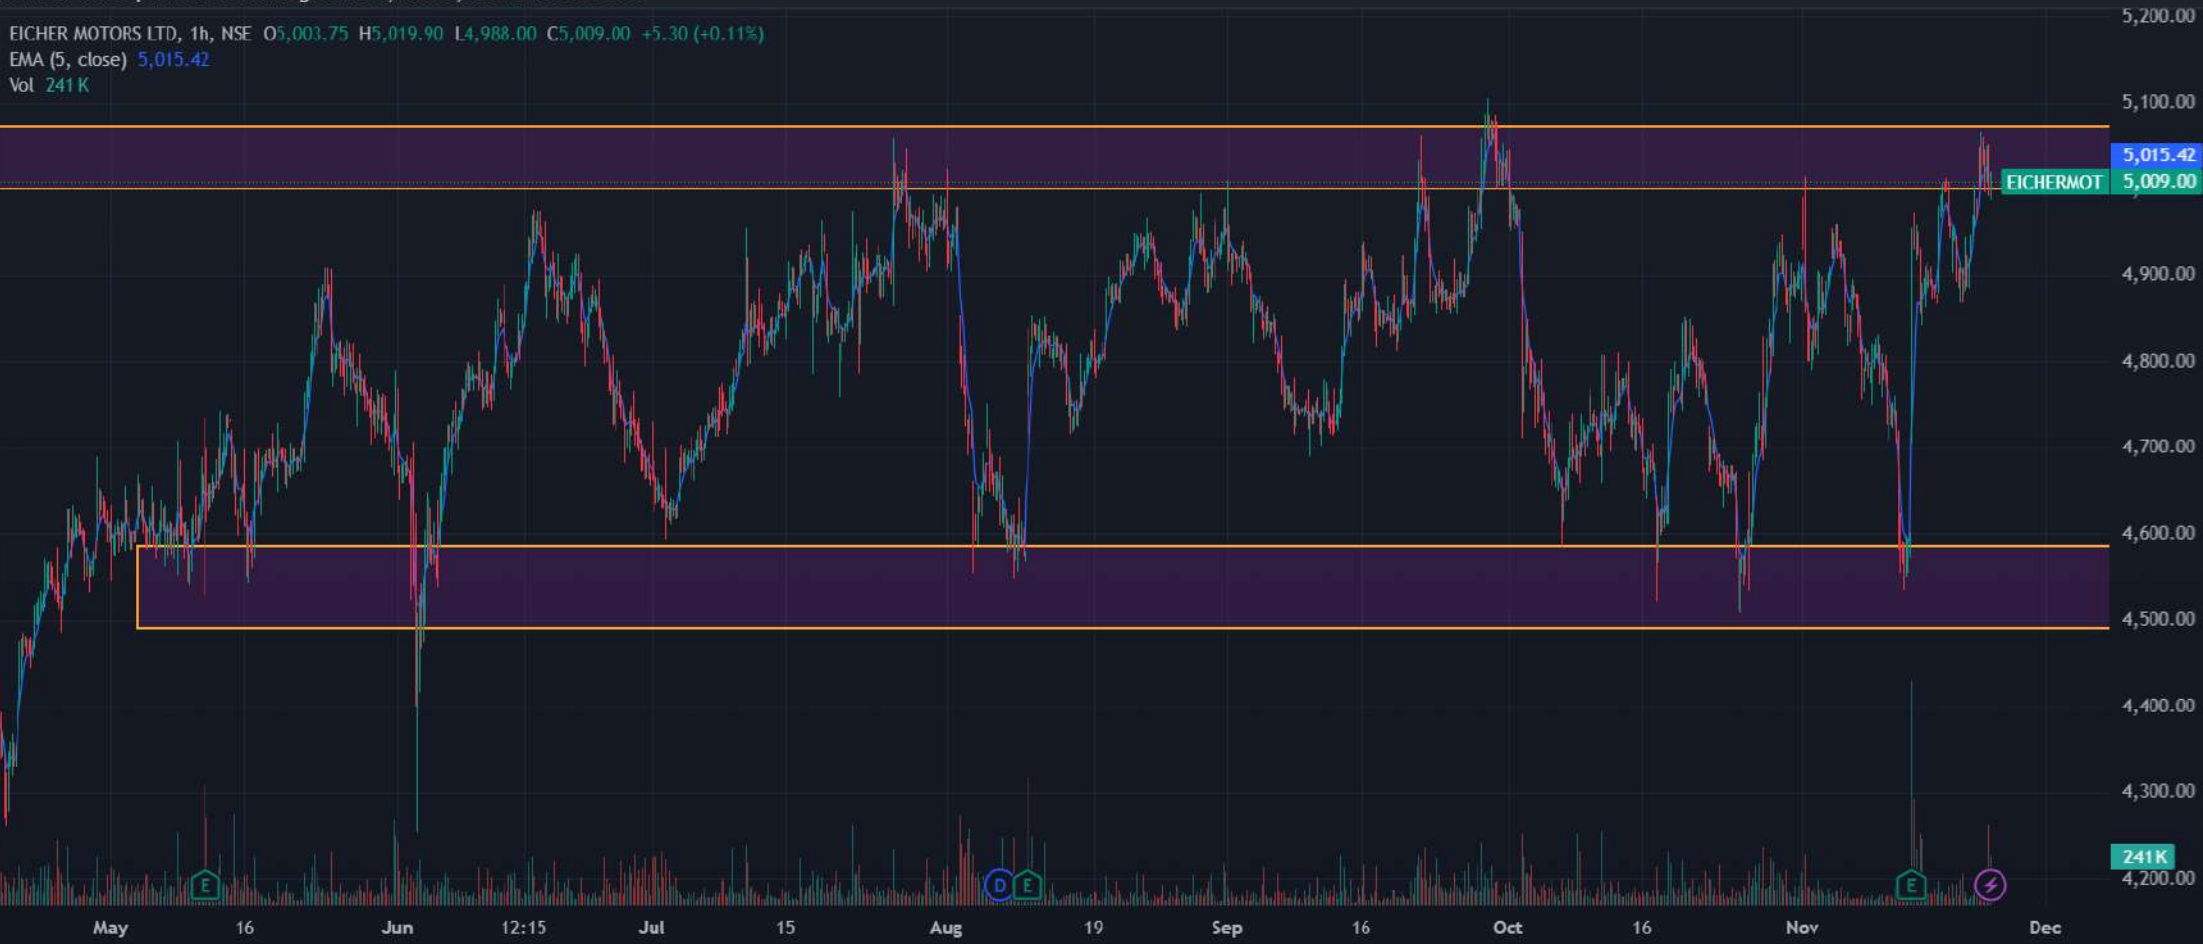 EICHER MOTORS LTD, 1h, NSE O5,003.75 H5,019.90 L4,988.00 C5,009.00 +5.30 (+0.11%)
EMA (5, close) 5,015.42
Vol 241 K
5,200.00
5,100.00
5,015.42
EICHERMOT 5,009.00
4,900.00
4,800.00
4,700.00
4,600.00
4,500.00
4,400.00
4,300.00
241 K
4,200.00
E D E E
May 16 Jun 12:15 Jul 15 Aug 19 Sep 16 Oct 16 Nov Dec